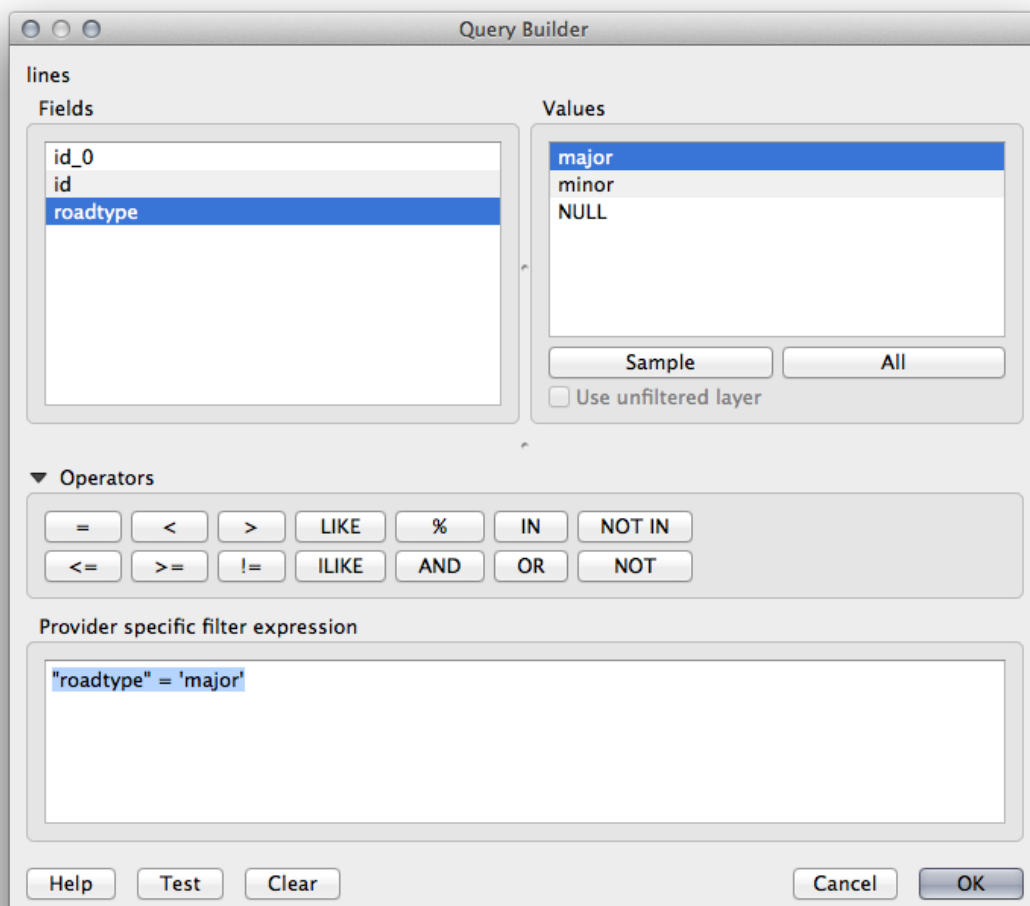 Query Builder
lines
Fields
id_0
id
roadtype
Values
major
minor
NULL
Sample
All
Use unfiltered layer
Operators
= < > LIKE % IN NOT IN
<= >= != ILIKE AND OR NOT
Provider specific filter expression
"roadtype" = 'major'
Help Test Clear Cancel OK